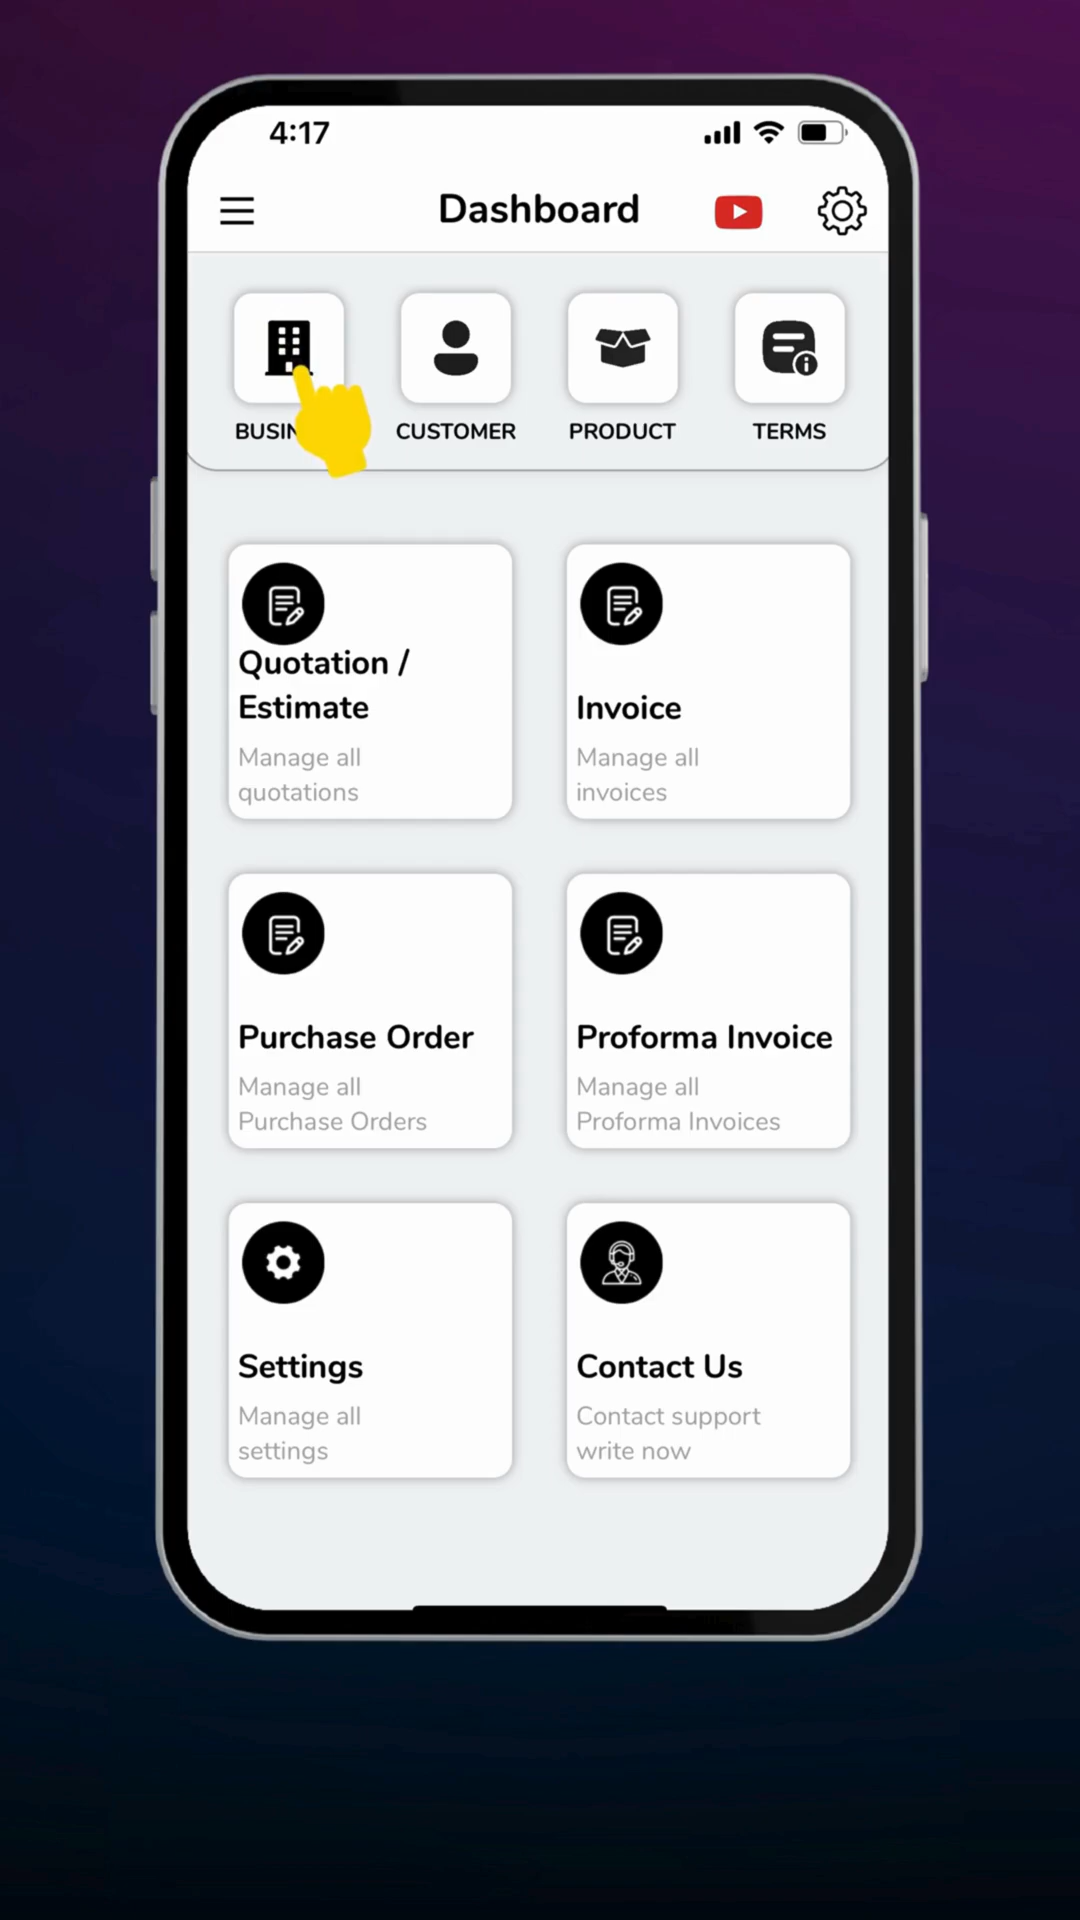 4:17
Dashboard
BUSIN
CUSTOMER
PRODUCT
TERMS
Quotation /
Estimate
Manage all
quotations
Invoice
Manage all
invoices
Purchase Order
Manage all
Purchase Orders
Proforma Invoice
Manage all
Proforma Invoices
Settings
Manage all
settings
Contact Us
Contact support
write now